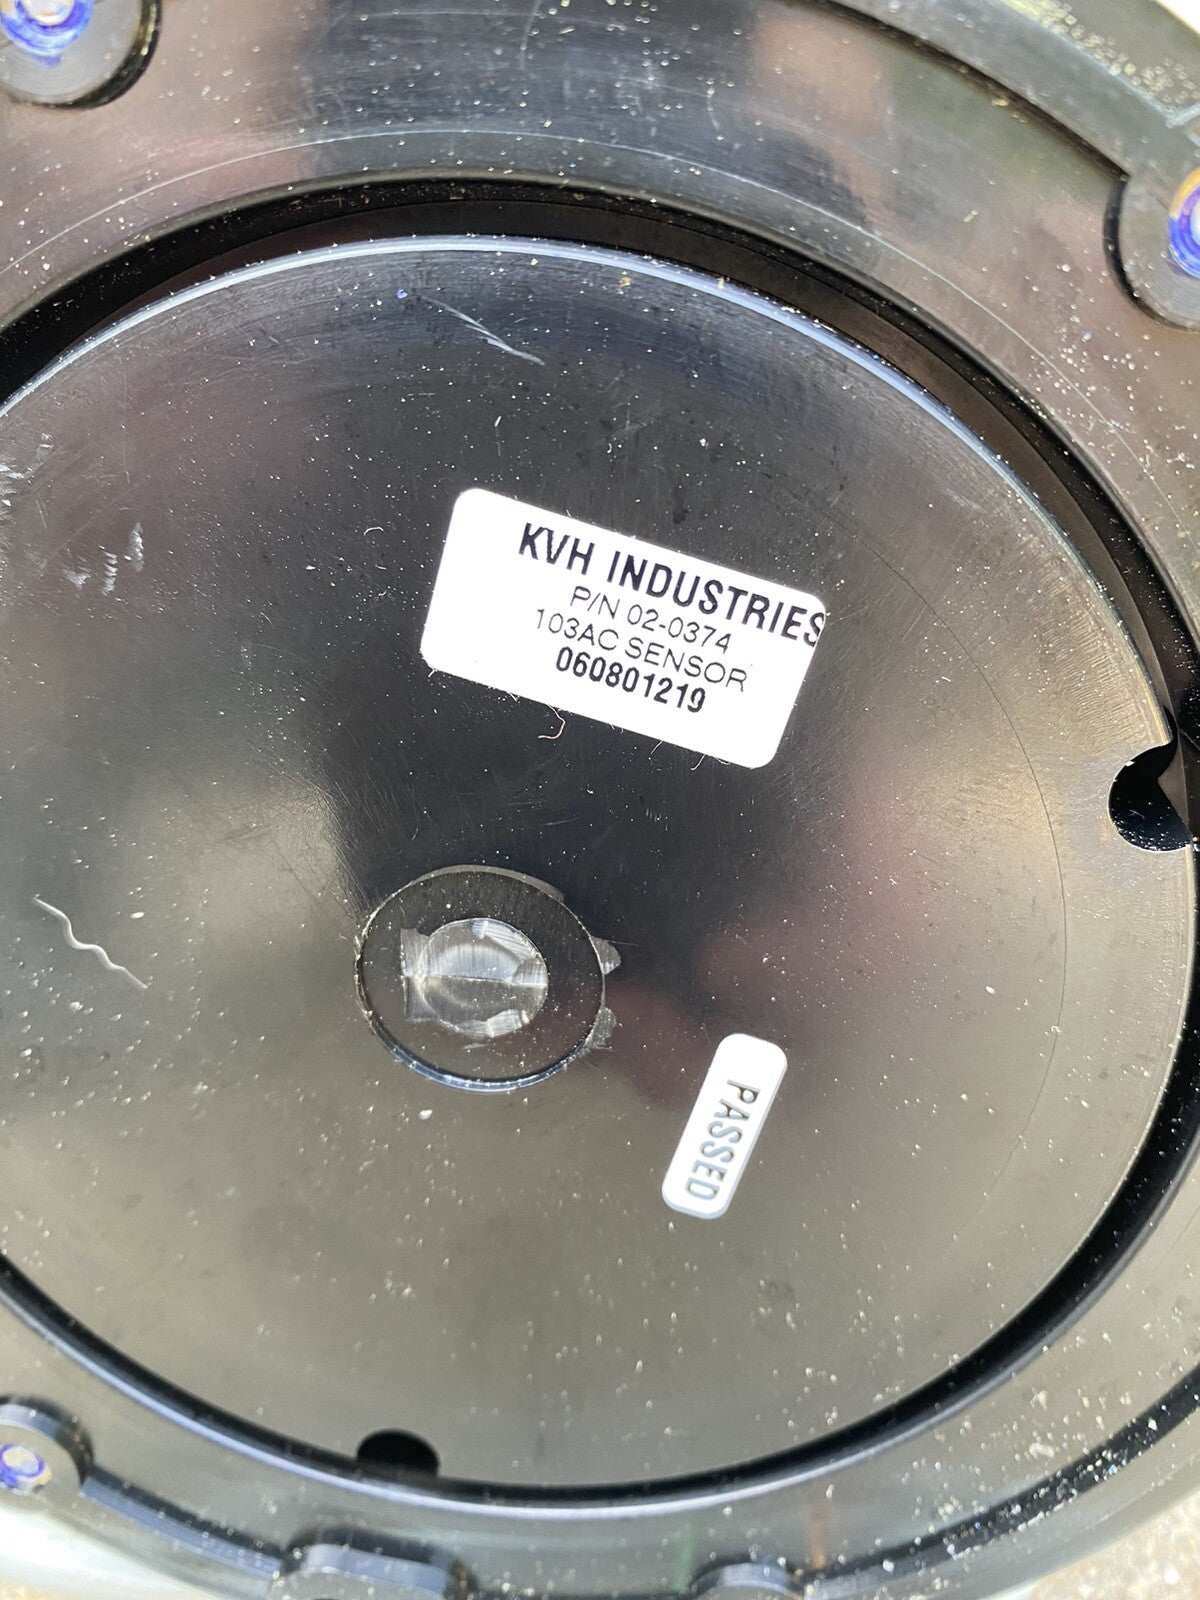 KVH INDUSTRIES
P/N 02-0374
103AC SENSOR
060801219
PASSED